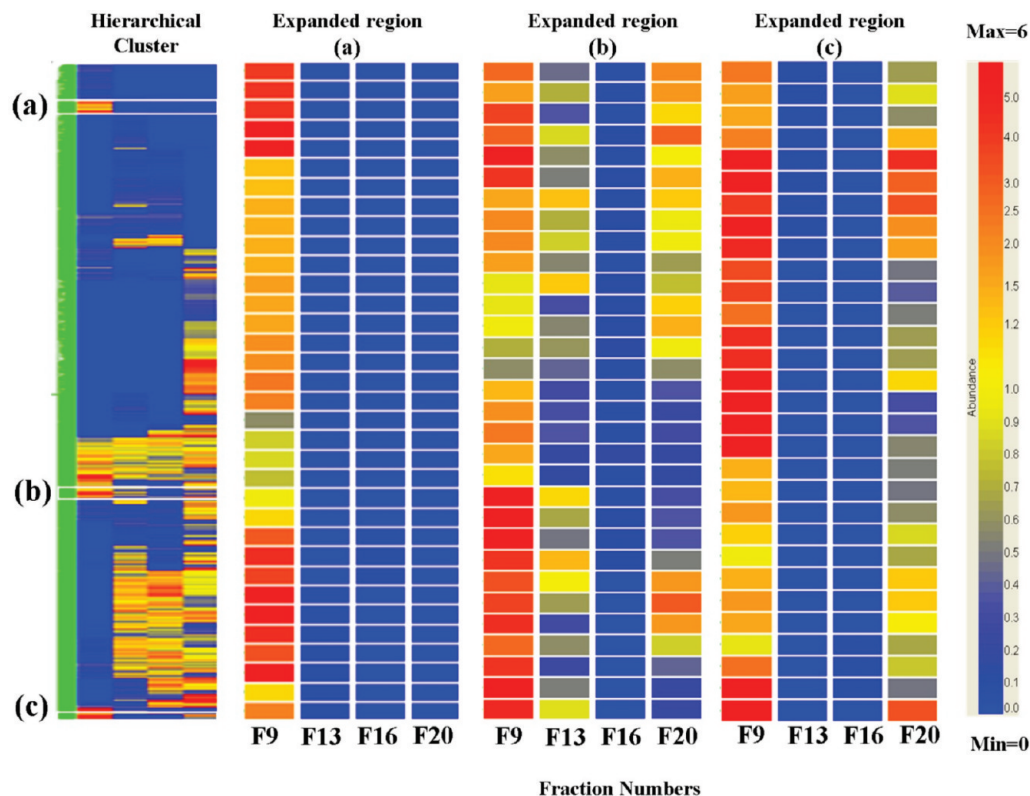 Hierarchical
Cluster
Expanded region
(a)
Expanded region
(b)
Expanded region
(c)
Max=6
(a)
(b)
(c)
5.0
4.0
3.0
2.5
2.0
1.5
1.2
1.0
0.9
0.8
0.7
0.6
0.5
0.4
0.3
0.2
0.1
0.0
Abundance
Min=0
F9 F13 F16 F20
F9 F13 F16 F20
F9 F13 F16 F20
Fraction Numbers